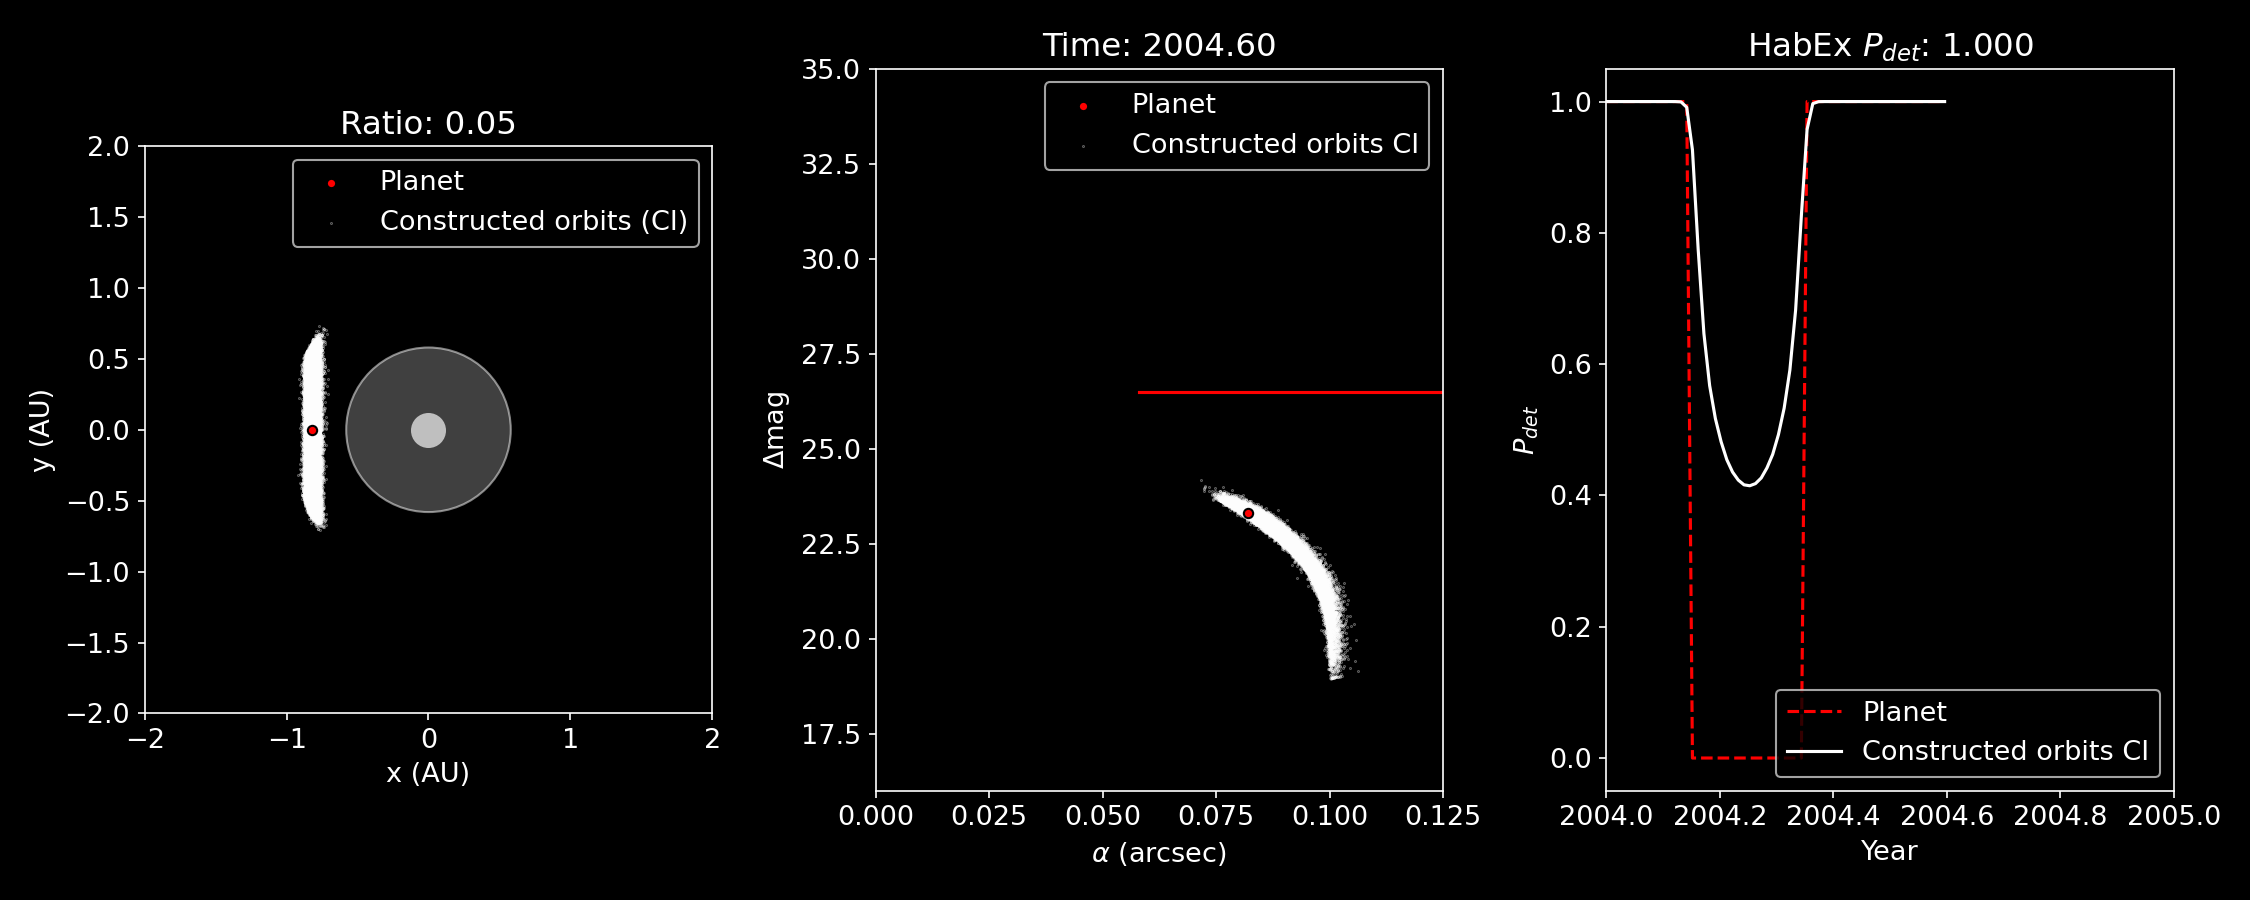 Ratio: 0.05
Planet
Constructed orbits (CI)
2.0
1.5
1.0
0.5
0.0
−0.5
−1.0
−1.5
−2.0
y (AU)
−2 −1 0 1 2
x (AU)
Time: 2004.60
Planet
Constructed orbits CI
35.0
32.5
30.0
27.5
25.0
22.5
20.0
17.5
Δmag
0.000 0.025 0.050 0.075 0.100 0.125
α (arcsec)
HabEx P_det: 1.000
1.0
0.8
0.6
0.4
0.2
0.0
P_det
Planet
Constructed orbits CI
2004.0 2004.2 2004.4 2004.6 2004.8 2005.0
Year